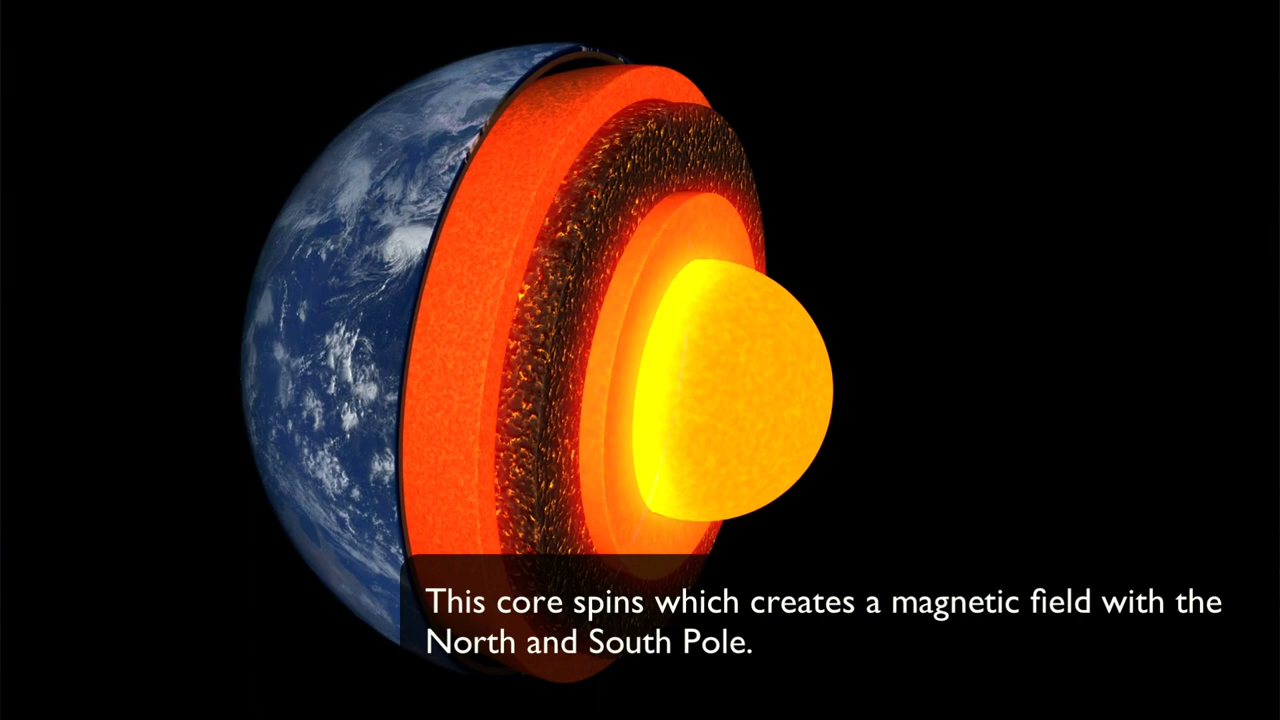 This core spins which creates a magnetic field with the
North and South Pole.